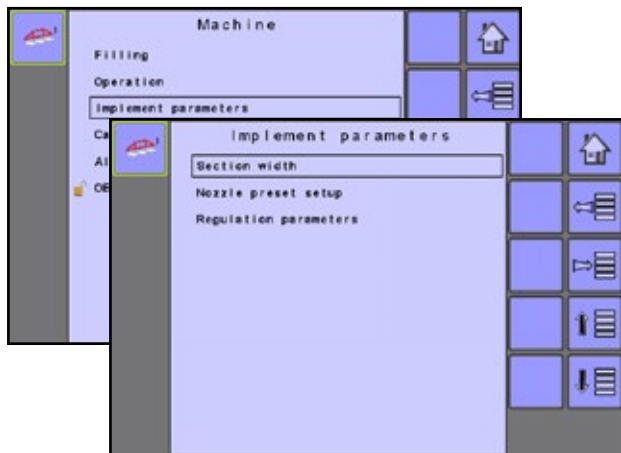 Machine
Filling
Operation
Implement parameters
Implement parameters
Section width
Nozzle preset setup
Regulation parameters